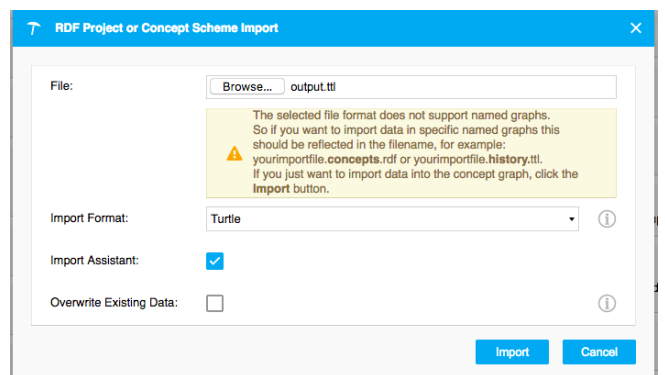 RDF Project or Concept Scheme Import
File:
Browse... output.ttl
The selected file format does not support named graphs.
So if you want to import data in specific named graphs this
should be reflected in the filename, for example:
yourimportfile.concepts.rdf or yourimportfile.history.ttl.
If you just want to import data into the concept graph, click the
Import button.
Import Format:
Turtle
Import Assistant:
Overwrite Existing Data:
Import
Cancel